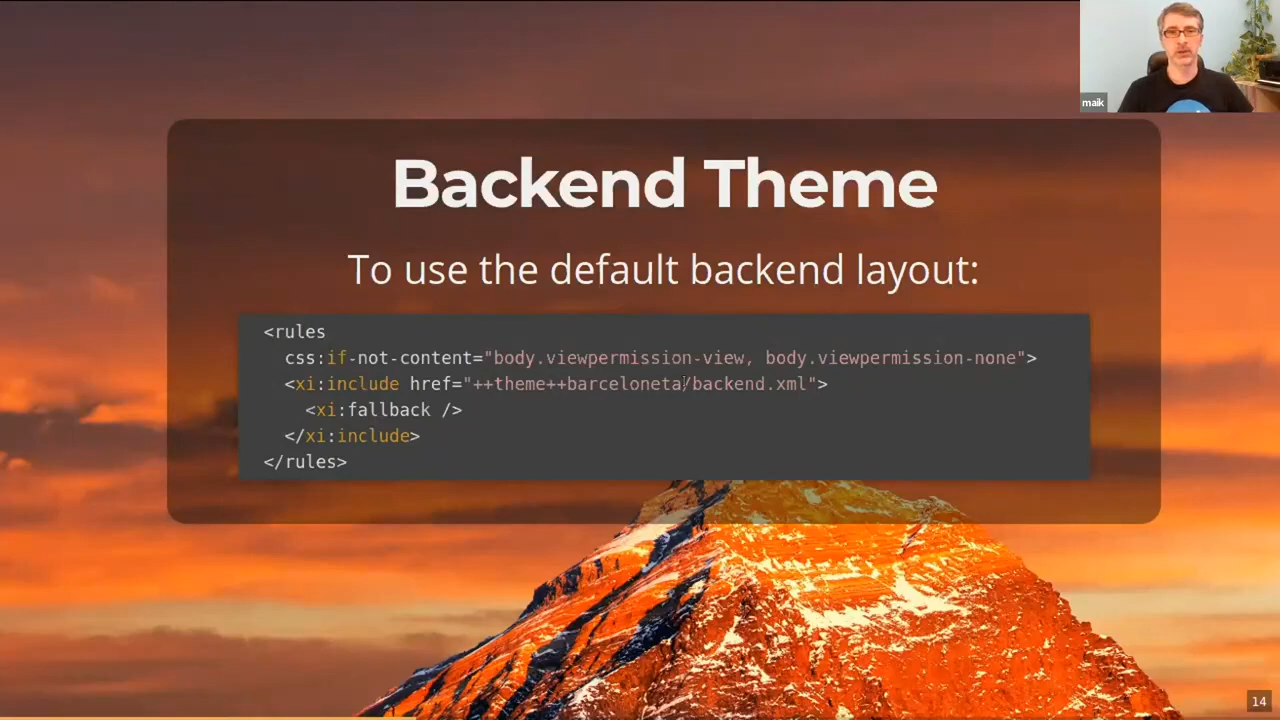 maik
Backend Theme
To use the default backend layout:
<rules
css:if-not-content="body.viewpermission-view, body.viewpermission-none">
<xi:include href="++theme++barceloneta/backend.xml">
<xi:fallback />
</xi:include>
</rules>
14